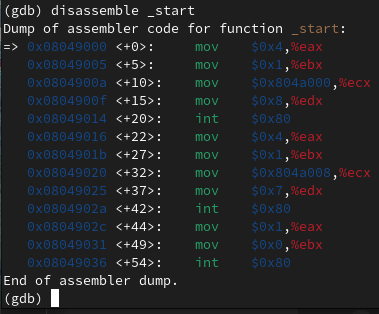 (gdb) disassemble _start
Dump of assembler code for function _start:
=> 0x08049000 <+0>:     mov    $0x4,%eax
   0x08049005 <+5>:     mov    $0x1,%ebx
   0x0804900a <+10>:    mov    $0x804a000,%ecx
   0x0804900f <+15>:    mov    $0x8,%edx
   0x08049014 <+20>:    int    $0x80
   0x08049016 <+22>:    mov    $0x4,%eax
   0x0804901b <+27>:    mov    $0x1,%ebx
   0x08049020 <+32>:    mov    $0x804a008,%ecx
   0x08049025 <+37>:    mov    $0x7,%edx
   0x0804902a <+42>:    int    $0x80
   0x0804902c <+44>:    mov    $0x1,%eax
   0x08049031 <+49>:    mov    $0x0,%ebx
   0x08049036 <+54>:    int    $0x80
End of assembler dump.
(gdb)